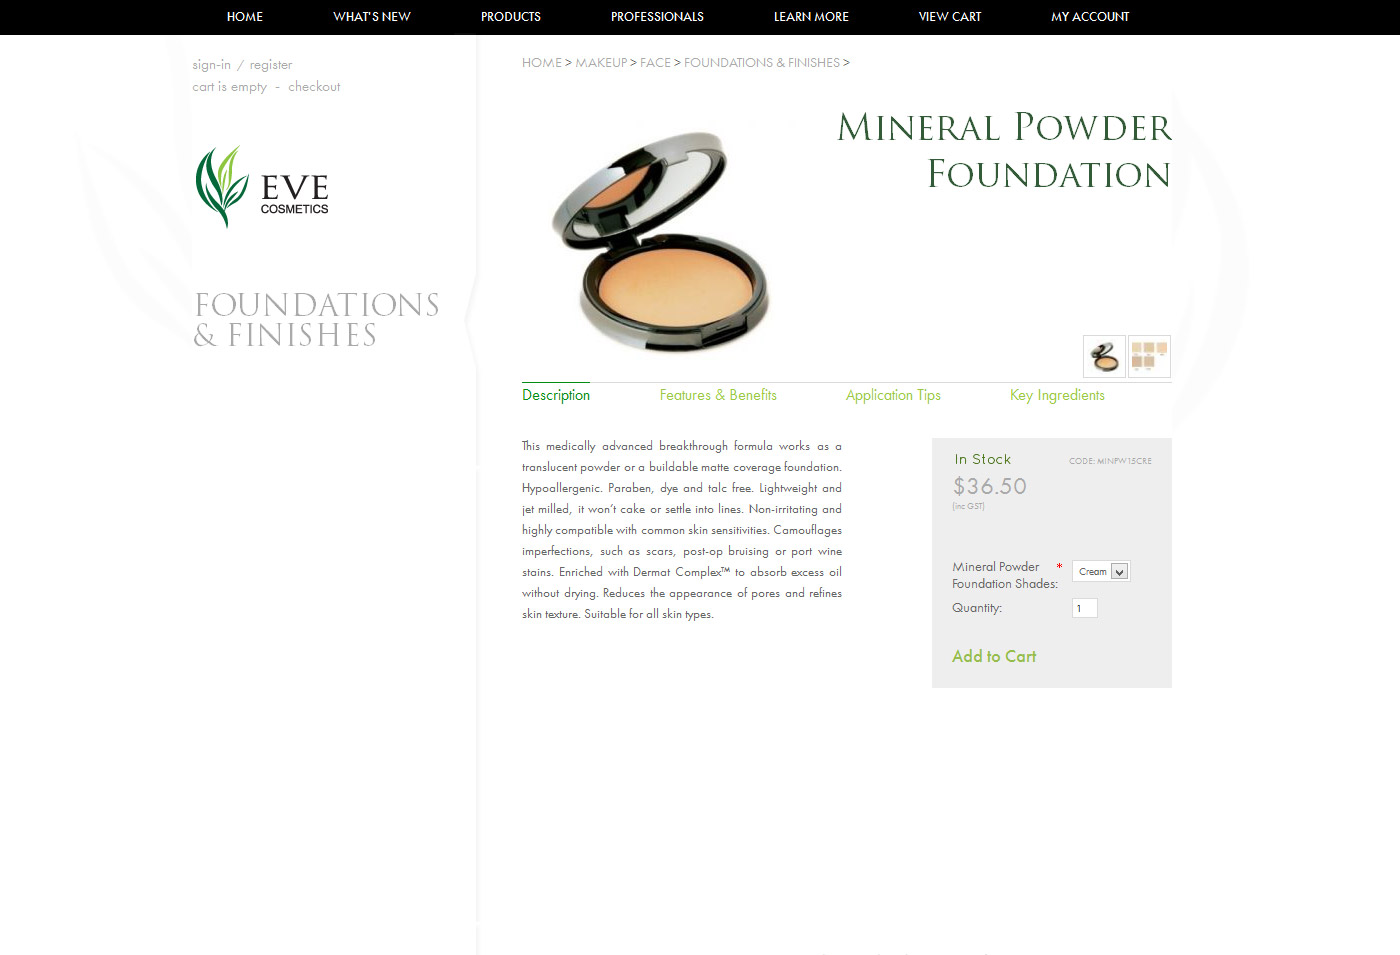 HOME WHAT'S NEW PRODUCTS PROFESSIONALS LEARN MORE VIEW CART MY ACCOUNT
sign-in / register
cart is empty - checkout
EVE
COSMETICS
FOUNDATIONS
& FINISHES
HOME > MAKEUP > FACE > FOUNDATIONS & FINISHES >
MINERAL POWDER
FOUNDATION
Description Features & Benefits Application Tips Key Ingredients
This medically advanced breakthrough formula works as a
translucent powder or a buildable matte coverage foundation.
Hypoallergenic. Paraben, dye and talc free. Lightweight and
jet milled, it won't cake or settle into lines. Non-irritating and
highly compatible with common skin sensitivities. Camouflages
imperfections, such as scars, post-op bruising or port wine
stains. Enriched with Dermat Complex™ to absorb excess oil
without drying. Reduces the appearance of pores and refines
skin texture. Suitable for all skin types.
In Stock CODE: MINPW15CRE
$36.50
(inc GST)
Mineral Powder * Cream
Foundation Shades:
Quantity: 1
Add to Cart